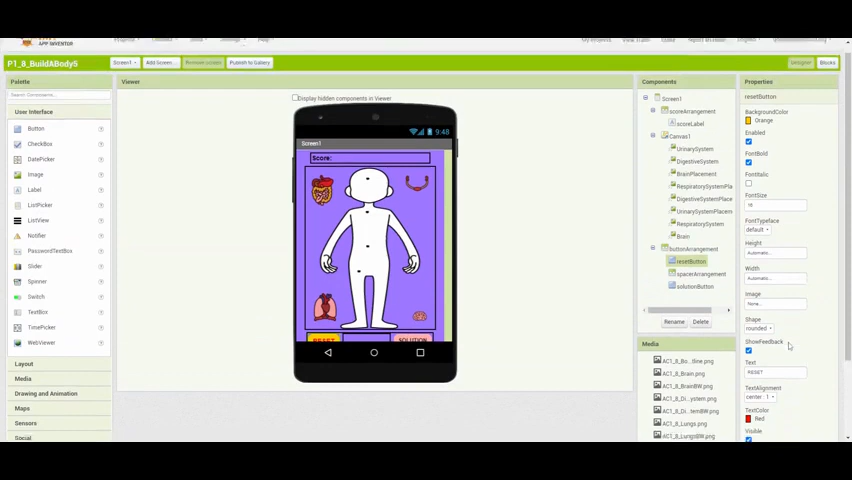 APP INVENTOR
P1_8_BuildABody5
Screen1
Add Screen...
Remove Screen
Publish to Gallery
Designer
Blocks
Palette
Search Components...
User Interface
Button
CheckBox
DatePicker
Image
Label
ListPicker
ListView
Notifier
PasswordTextBox
Slider
Spinner
Switch
TextBox
TimePicker
WebViewer
Layout
Media
Drawing and Animation
Maps
Sensors
Social
Viewer
Display hidden components in Viewer
9:48
Screen1
Score:
RESET
SOLUTION
Components
Screen1
scoreArrangement
scoreLabel
Canvas1
UrinarySystem
DigestiveSystem
BrainPlacement
RespiratorySystemPla
DigestiveSystemPlace
UrinarySystemPlacem
RespiratorySystem
Brain
buttonArrangement
resetButton
spacerArrangement
solutionButton
Rename
Delete
Media
AC1_8_Bo...tline.png
AC1_8_Brain.png
AC1_8_BrainBW.png
AC1_8_Di...ystem.png
AC1_8_Di...temBW.png
AC1_8_Lungs.png
AC1_8_LungsBW.png
Properties
resetButton
BackgroundColor
Orange
Enabled
FontBold
FontItalic
FontSize
18
FontTypeface
default
Height
Automatic...
Width
Automatic...
Image
None...
Shape
rounded
ShowFeedback
Text
RESET
TextAlignment
center : 1
TextColor
Red
Visible